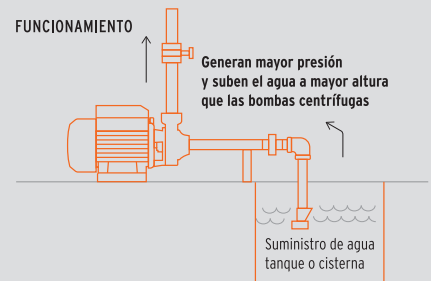 FUNCIONAMIENTO
Generan mayor presión
y suben el agua a mayor altura
que las bombas centrífugas
Suministro de agua
tanque o cisterna